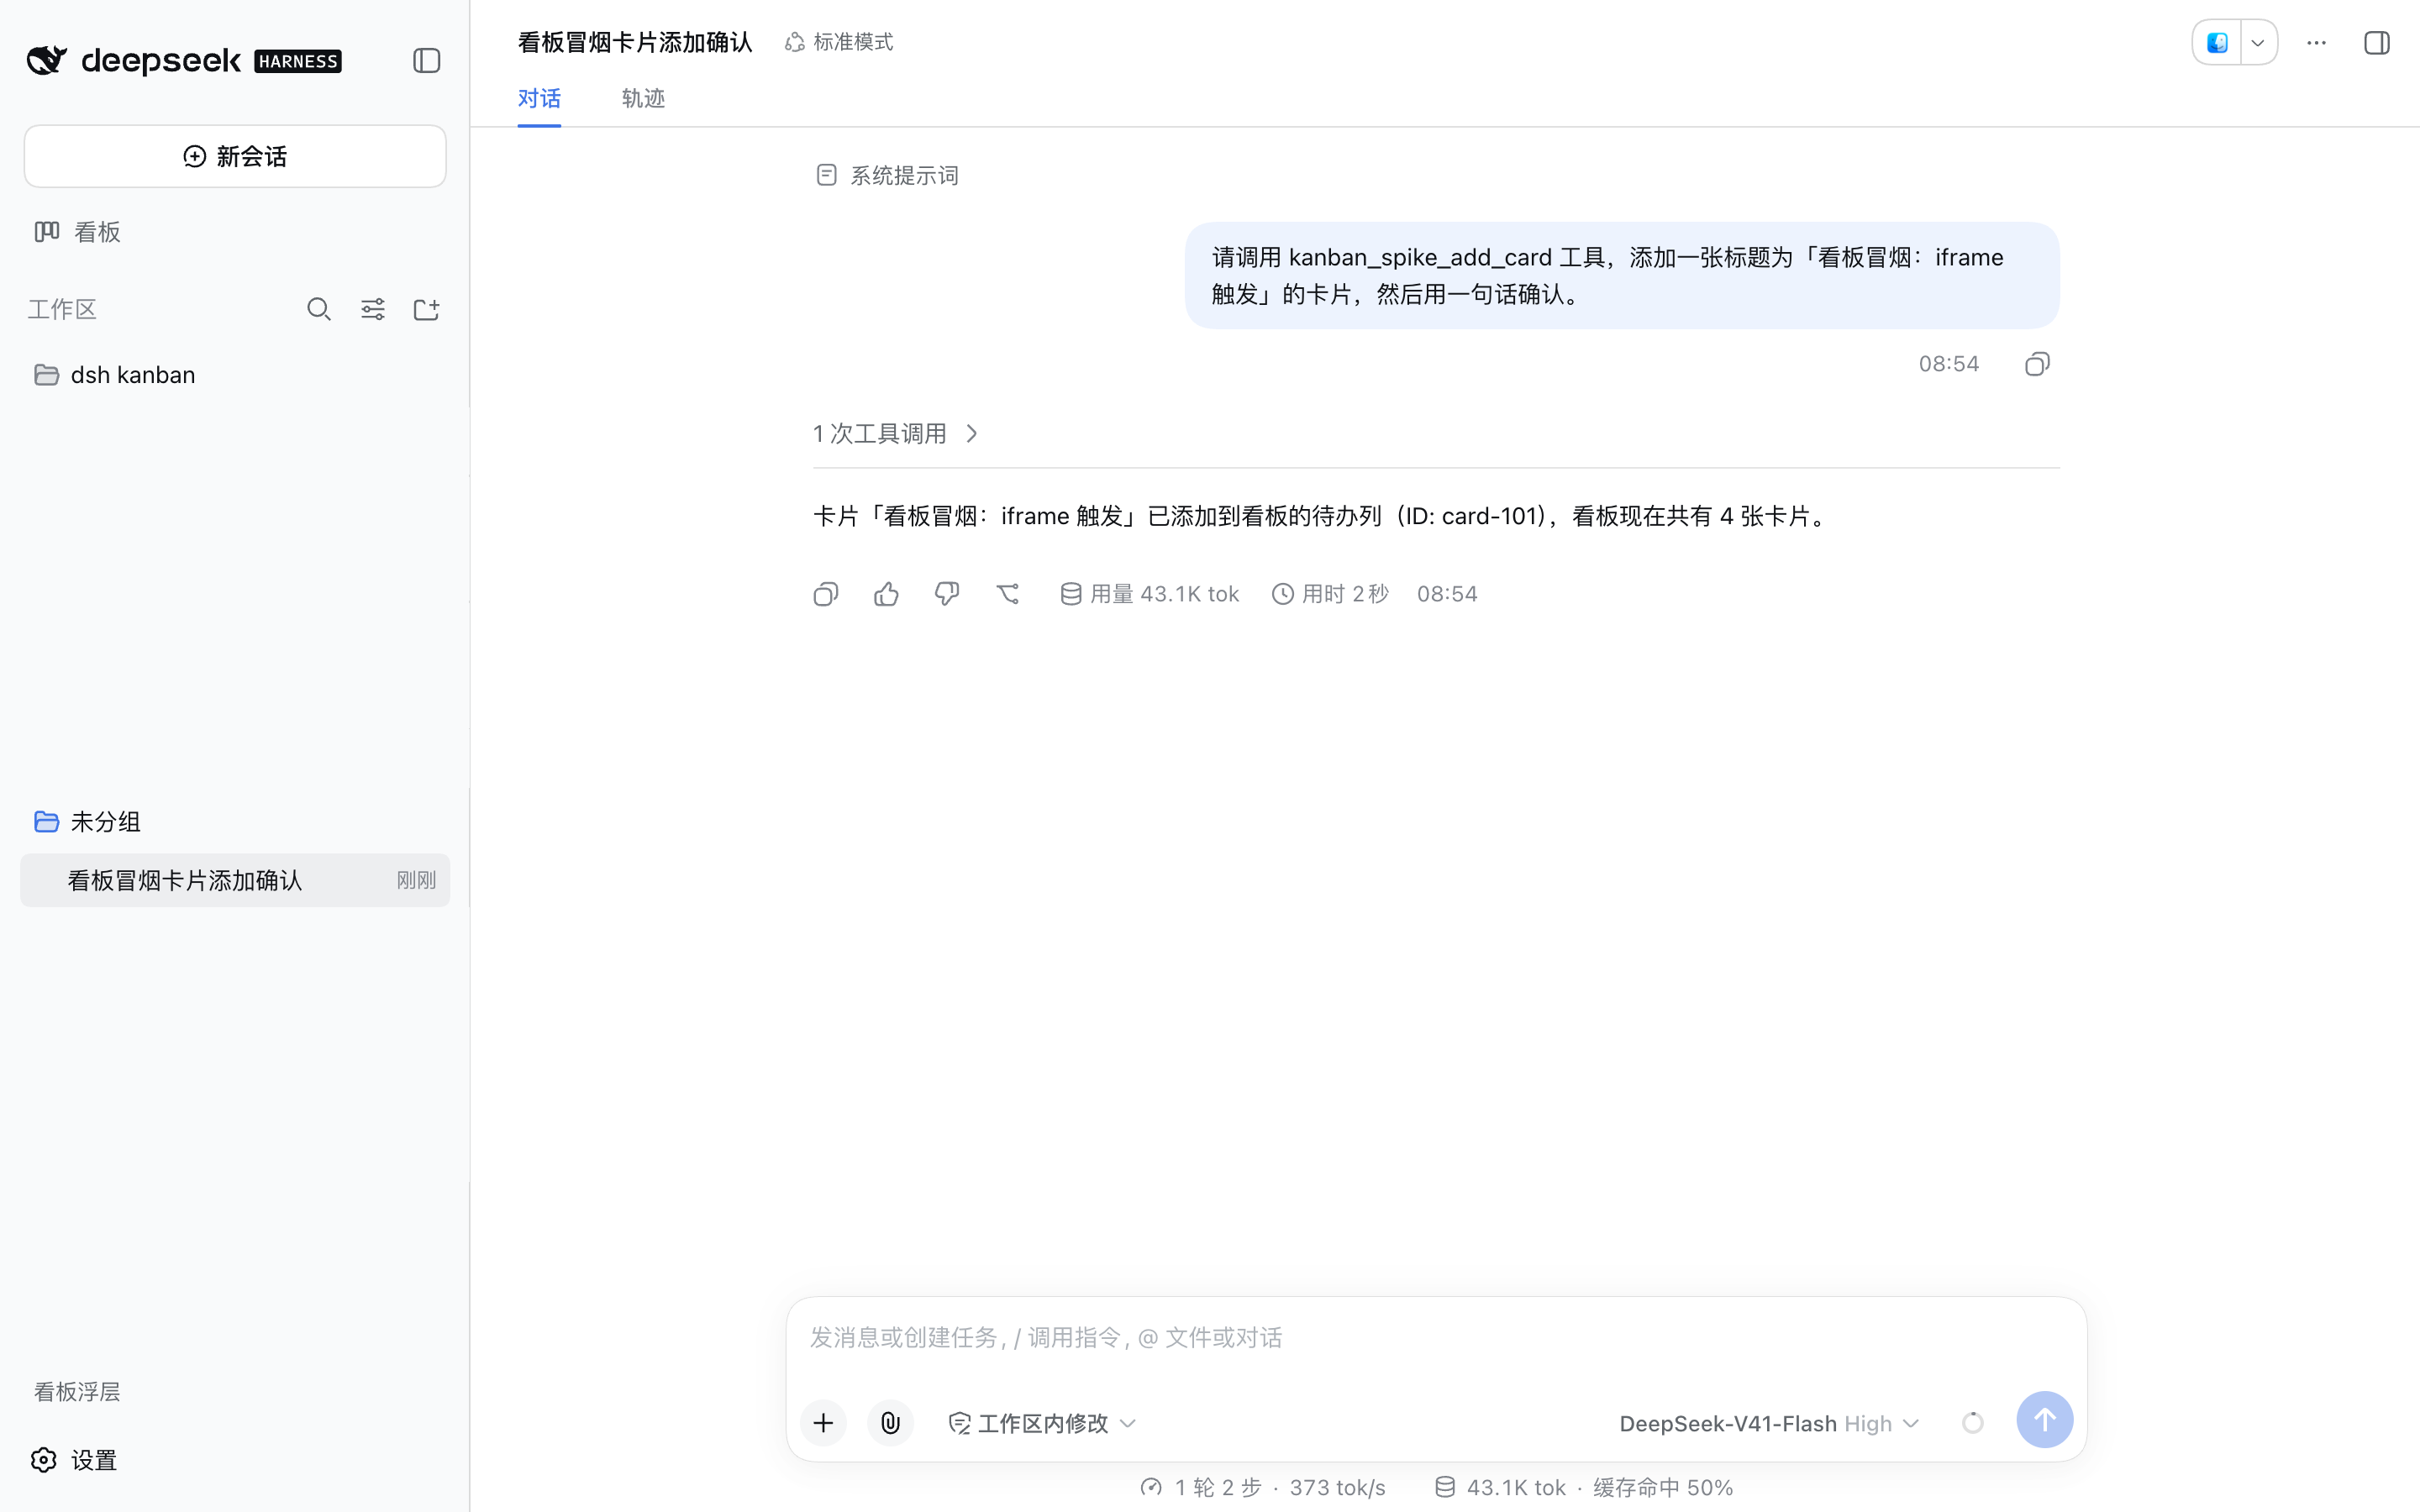 deepseek HARNESS
新会话
看板
工作区
dsh kanban
未分组
看板冒烟卡片添加确认 刚刚
看板浮层
设置
看板冒烟卡片添加确认 标准模式
对话 轨迹
系统提示词
请调用 kanban_spike_add_card 工具，添加一张标题为「看板冒烟：iframe
触发」的卡片，然后用一句话确认。
08:54
1 次工具调用
卡片「看板冒烟：iframe 触发」已添加到看板的待办列（ID: card-101），看板现在共有 4 张卡片。
用量 43.1K tok 用时 2 秒 08:54
发消息或创建任务, / 调用指令, @ 文件或对话
工作区内修改 DeepSeek-V41-Flash High
1 轮 2 步 · 373 tok/s 43.1K tok · 缓存命中 50%